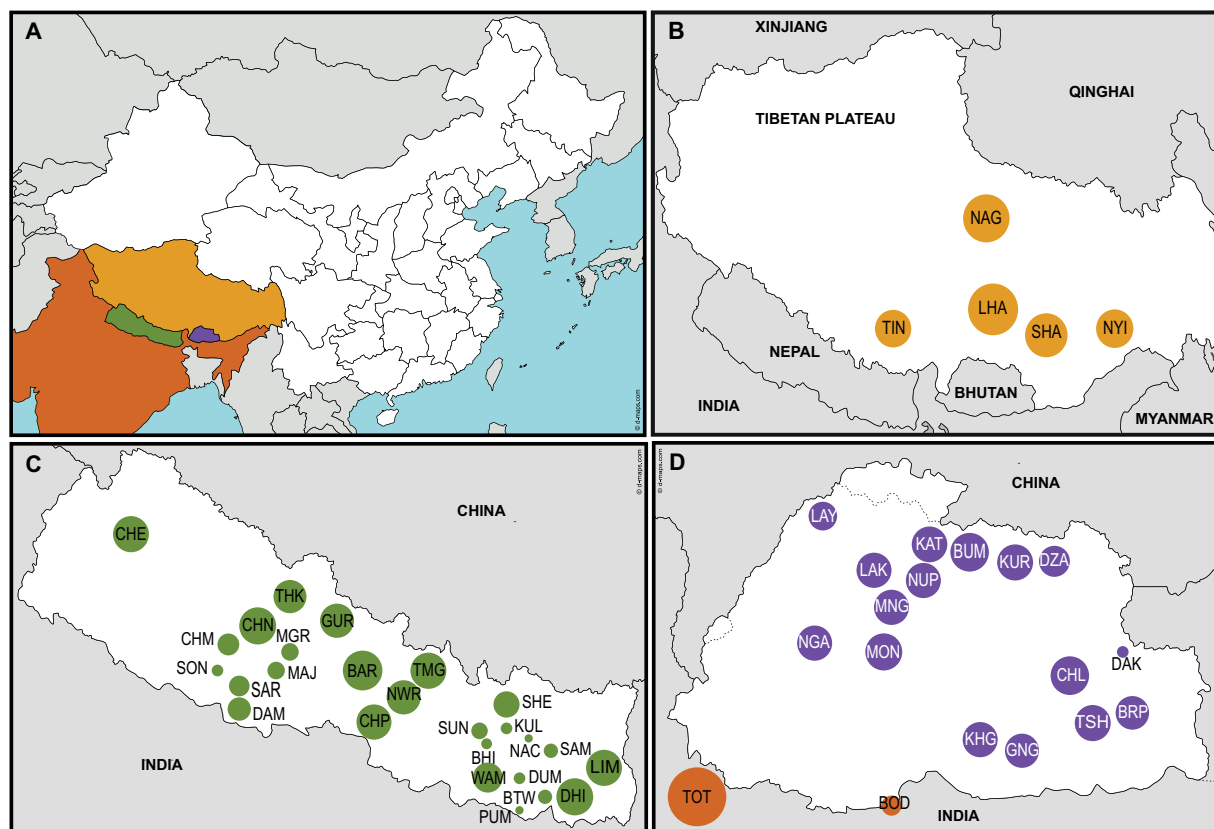 A
© d-maps.com
B
XINJIANG
QINGHAI
TIBETAN PLATEAU
NAG
LHA
TIN
SHA
NYI
NEPAL
BHUTAN
INDIA
MYANMAR
C
© d-maps.com
CHINA
CHE
THK
CHN
GUR
CHM
MGR
SON
MAJ
BAR
TMG
SAR
NWR
DAM
CHP
SHE
SUN
KUL
BHI
NAC
SAM
INDIA
WAM
DUM
LIM
BTW
DHI
PUM
D
CHINA
LAY
KAT
BUM
LAK
NUP
KUR
DZA
MNG
NGA
MON
DAK
CHL
BRP
TSH
KHG
GNG
TOT
BOD
INDIA